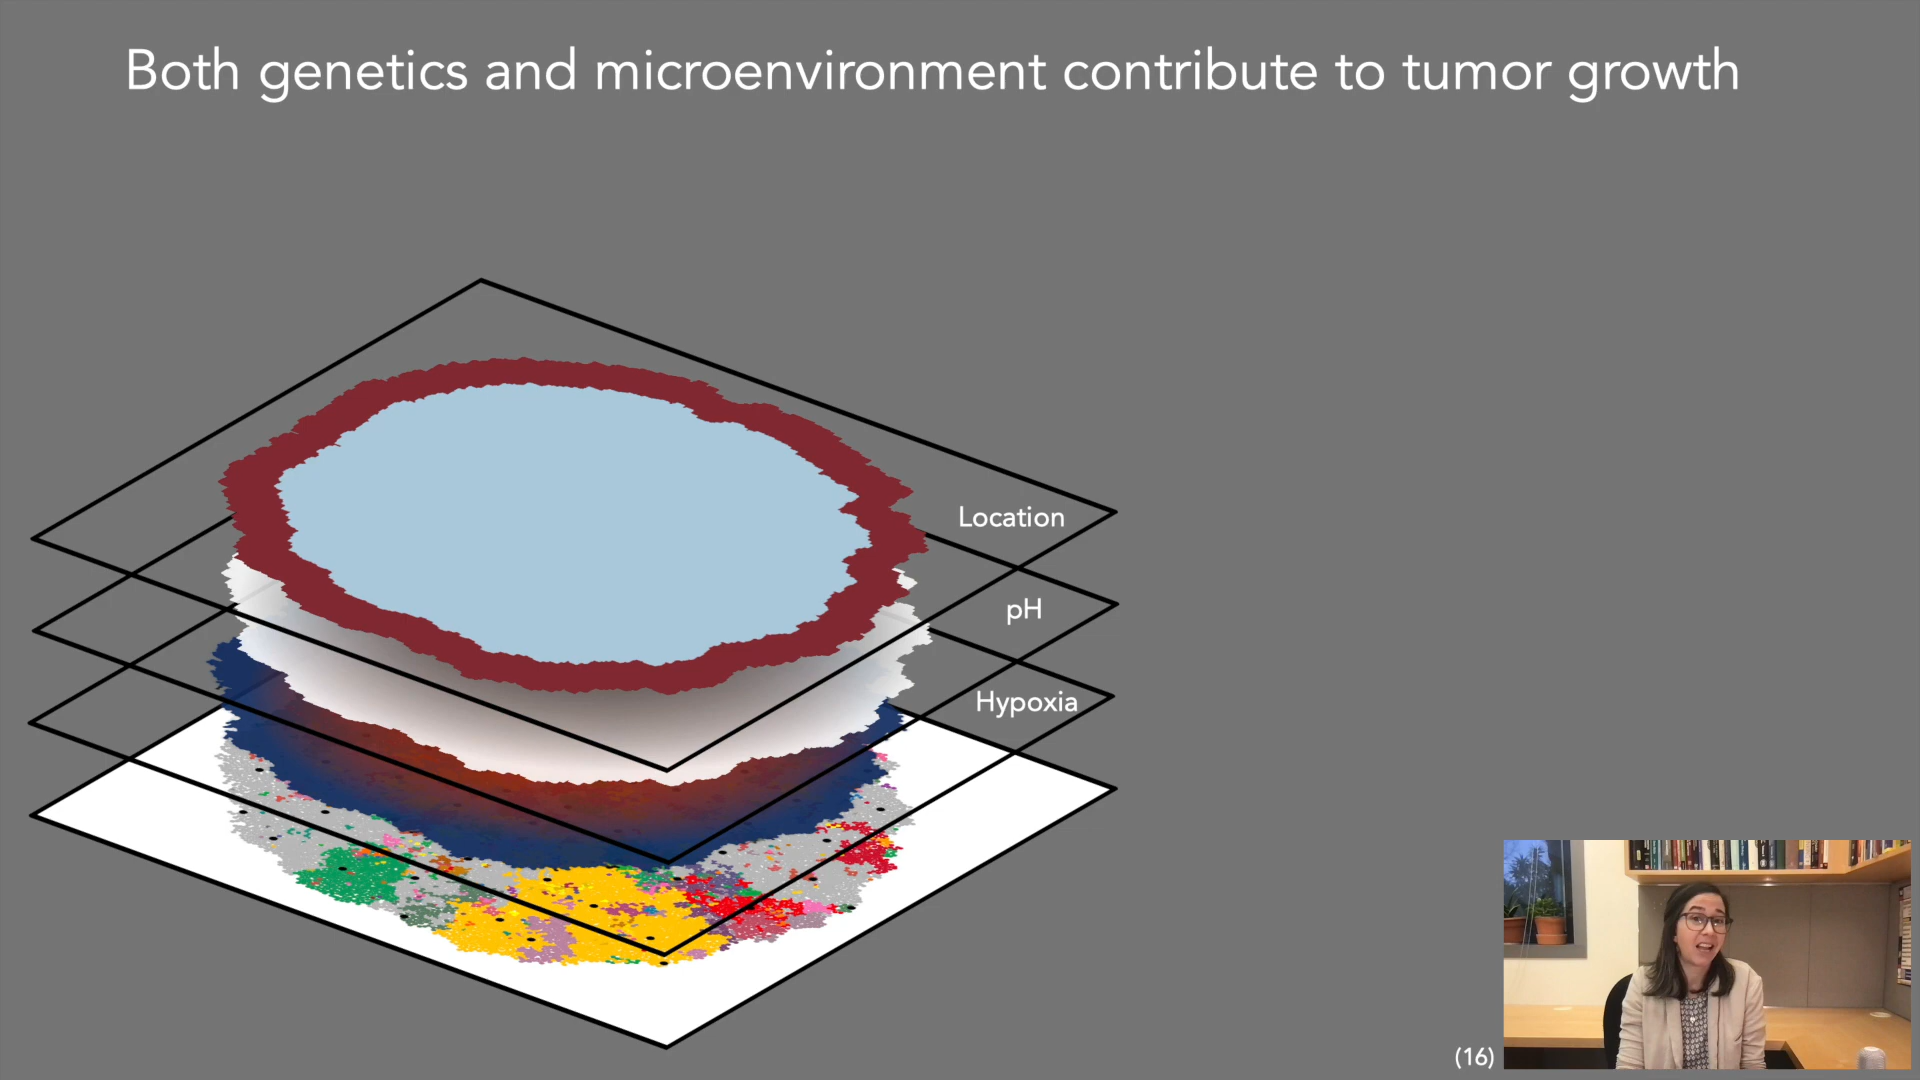 Both genetics and microenvironment contribute to tumor growth
Location
pH
Hypoxia
(16)